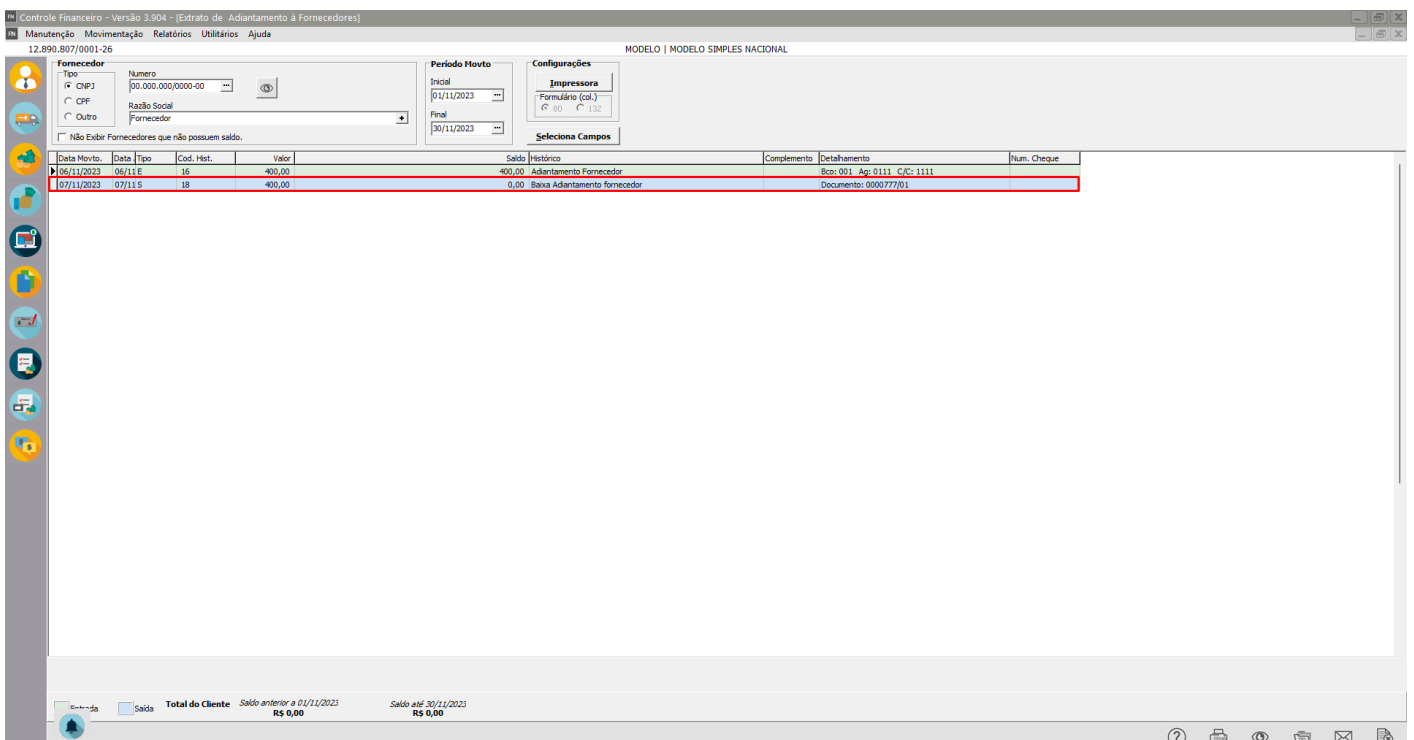 Controle Financeiro - Versão 3.904 - [Extrato de Adiantamento á Fornecedores]
Manutenção Movimentação Relatórios Utilitários Ajuda
12.890.807/0001-26 MODELO | MODELO SIMPLES NACIONAL
Fornecedor Período Movto Configurações
Tipo Numero Inicial Impressora
CNPJ 00.000.000/0000-00 ... 01/11/2023 ... Formulário (col.)
CPF Razão Social 80 132
Outro Fornecedor + Final
30/11/2023 ...
Não Exibir Fornecedores que não possuem saldo. Seleciona Campos
Data Movto. Data Tipo Cod. Hist. Valor Saldo Histórico Complemento Detalhamento Num. Cheque
06/11/2023 06/11 E 16 400,00 400,00 Adiantamento Fornecedor Bco: 001 Ag: 0111 C/C: 1111
07/11/2023 07/11 S 18 400,00 0,00 Baixa Adiantamento fornecedor Documento: 0000777/01
Entrada Saída Total do Cliente Saldo anterior a 01/11/2023 Saldo até 30/11/2023
R$ 0,00 R$ 0,00